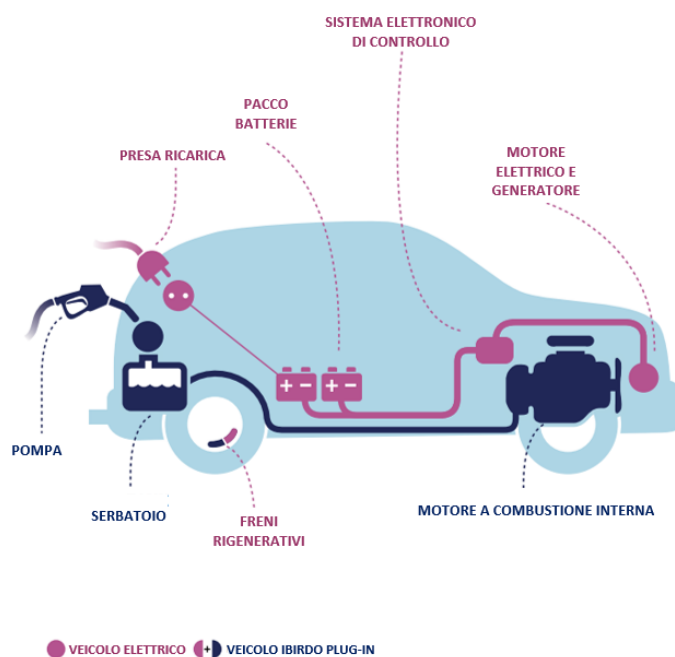 SISTEMA ELETTRONICO
DI CONTROLLO
PACCO
BATTERIE
PRESA RICARICA
MOTORE
ELETTRICO E
GENERATORE
POMPA
SERBATOIO
FRENI
RIGENERATIVI
MOTORE A COMBUSTIONE INTERNA
VEICOLO ELETTRICO
VEICOLO IBIRDO PLUG-IN